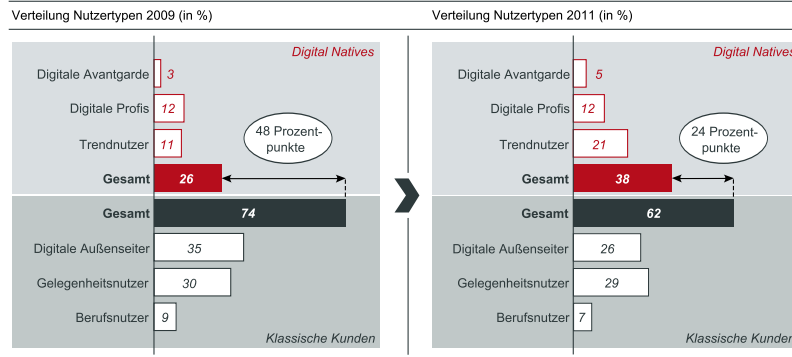 Verteilung Nutzertypen 2009 (in %)
Digital Natives
Digitale Avantgarde 3
Digitale Profis 12
48 Prozent-
punkte
Trendnutzer 11
Gesamt 26
Gesamt 74
Digitale Außenseiter 35
Gelegenheitsnutzer 30
Berufsnutzer 9
Klassische Kunden
Verteilung Nutzertypen 2011 (in %)
Digital Natives
Digitale Avantgarde 5
Digitale Profis 12
24 Prozent-
punkte
Trendnutzer 21
Gesamt 38
Gesamt 62
Digitale Außenseiter 26
Gelegenheitsnutzer 29
Berufsnutzer 7
Klassische Kunden